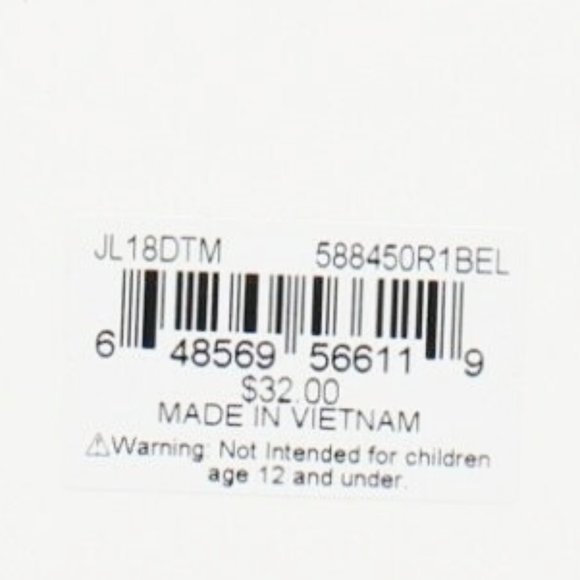 JL18DTM 588450R1BEL
6 48569 56611 9
$32.00
MADE IN VIETNAM
⚠Warning: Not Intended for children
age 12 and under.